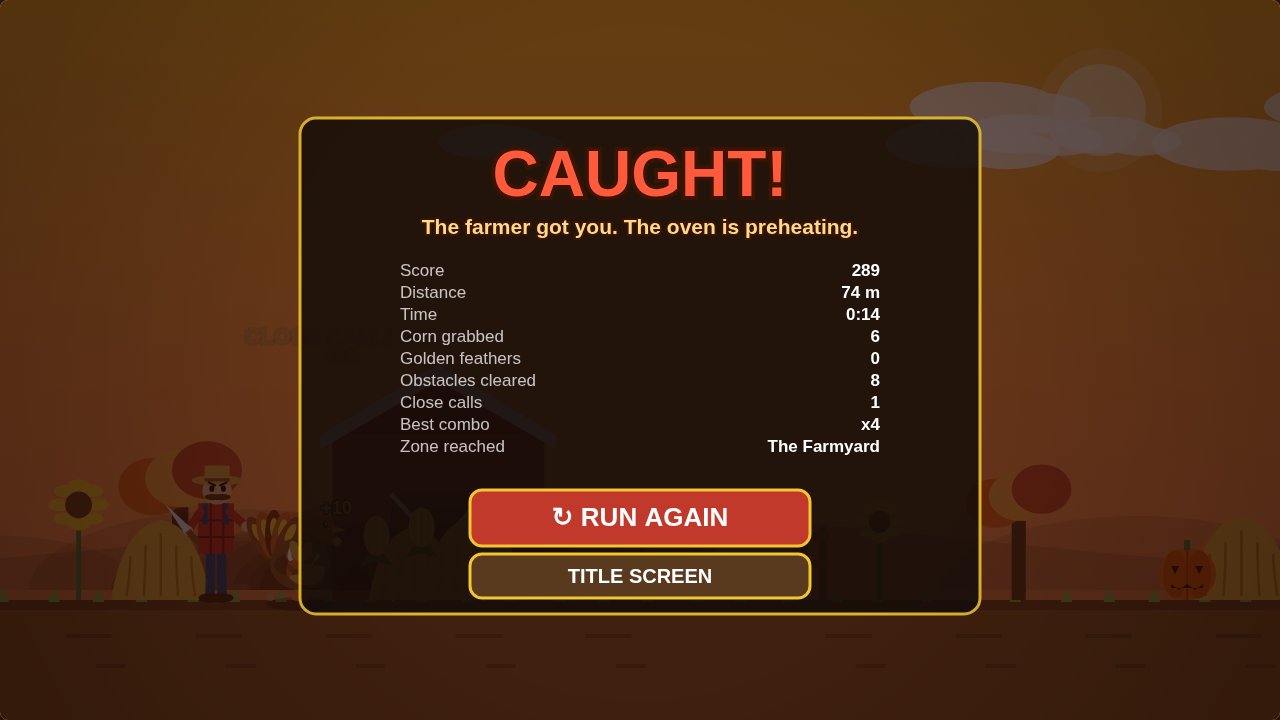 CAUGHT!
The farmer got you. The oven is preheating.
Score 289
Distance 74 m
Time 0:14
Corn grabbed 6
Golden feathers 0
Obstacles cleared 8
Close calls 1
Best combo x4
Zone reached The Farmyard
+10
↻ RUN AGAIN
TITLE SCREEN